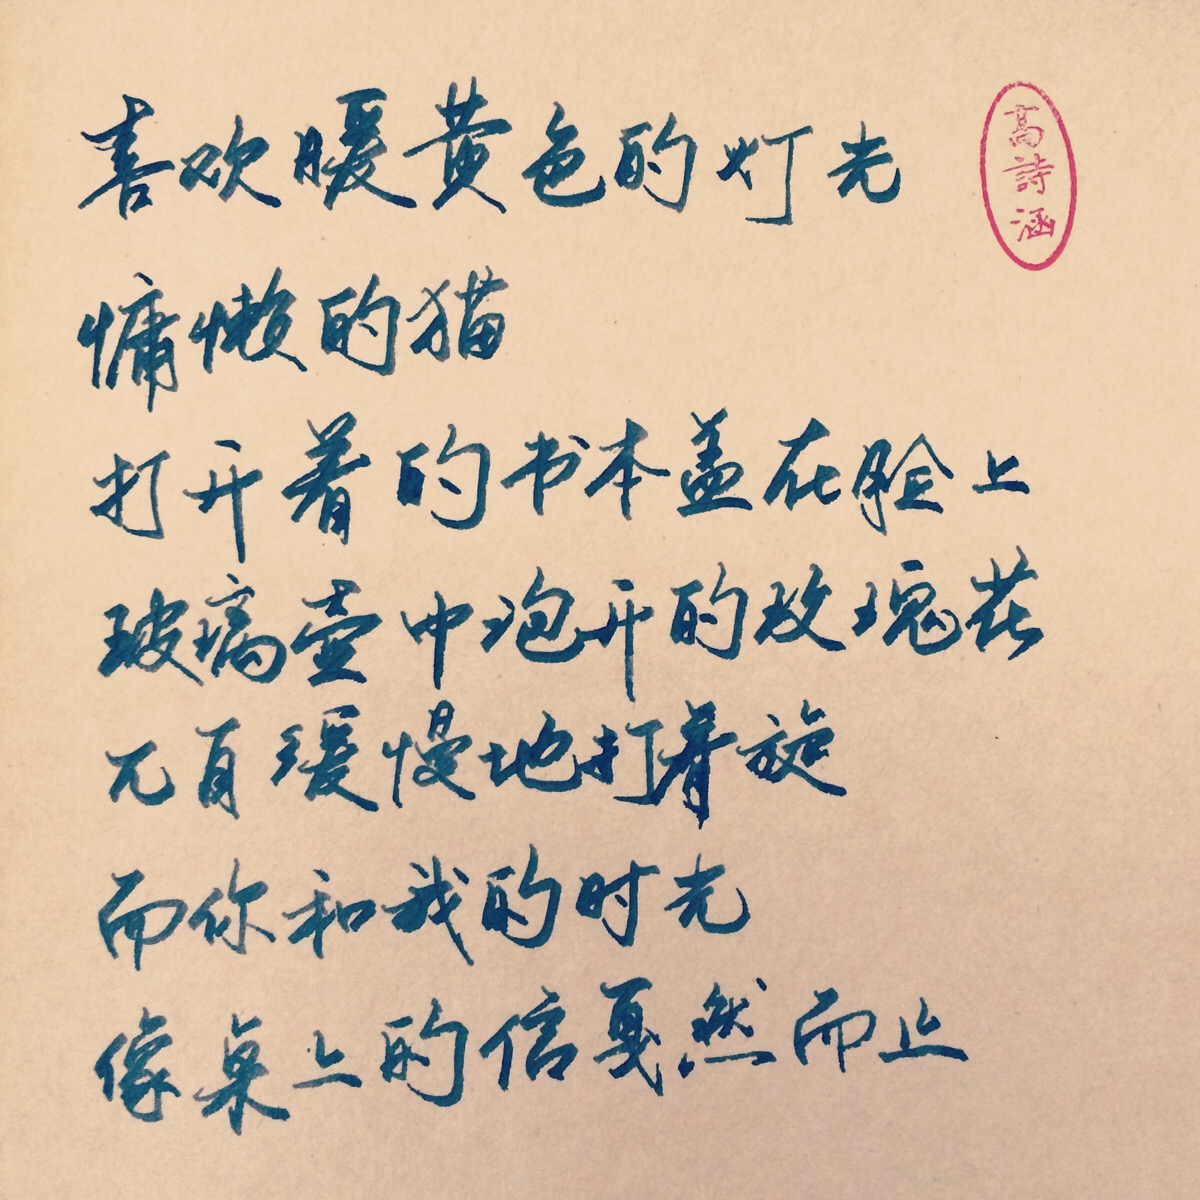 喜欢暖黄色的灯光
慵懒的猫
打开着的书本盖在脸上
玻璃壶中泡开的玫瑰花
兀自缓慢地打着旋
而你和我的时光
像桌上的信戛然而止
高詩涵